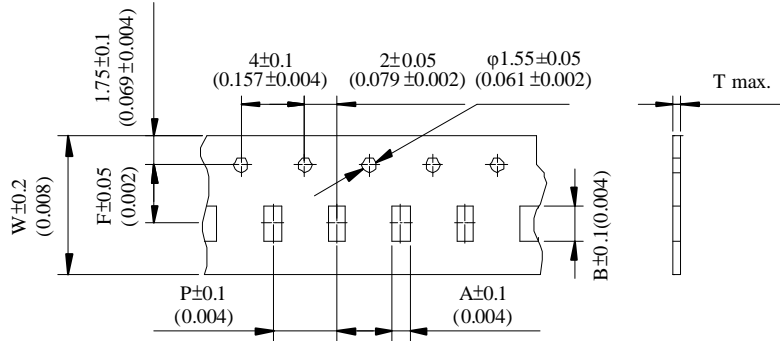 1.75±0.1
(0.069±0.004)
4±0.1
(0.157±0.004)
2±0.05
(0.079±0.002)
φ1.55±0.05
(0.061±0.002)
T max.
W±0.2
(0.008)
F±0.05
(0.002)
B±0.1(0.004)
P±0.1
(0.004)
A±0.1
(0.004)